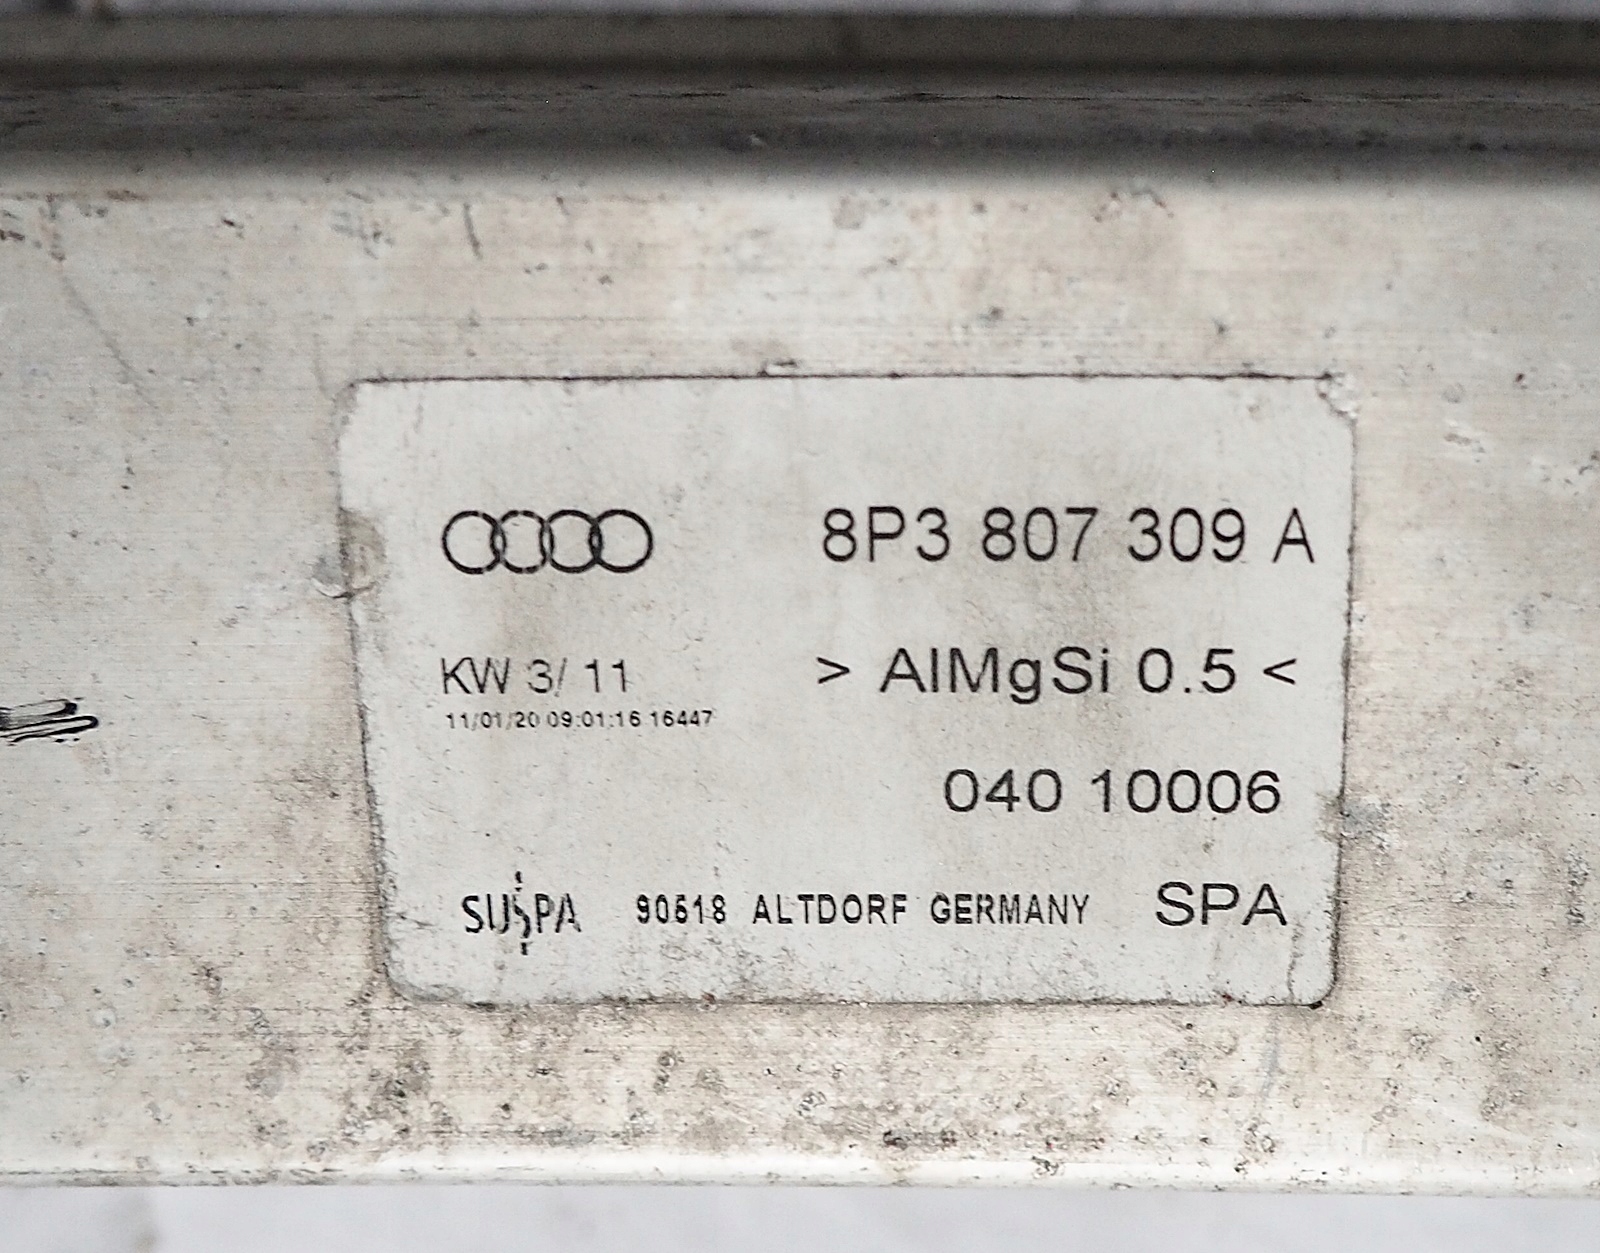 8P3 807 309 A
KW 3/ 11
> AlMgSi 0.5 <
11/01/20 09:01:16 16447
040 10006
SUSPA 90518 ALTDORF GERMANY SPA